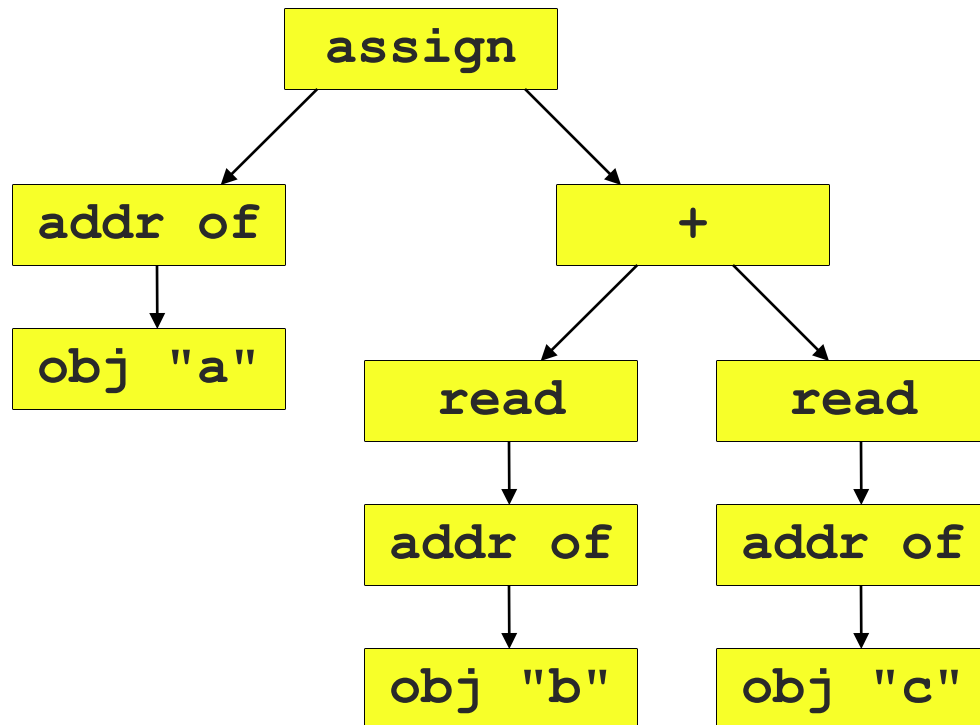 assign
addr of
+
obj "a"
read
read
addr of
addr of
obj "b"
obj "c"